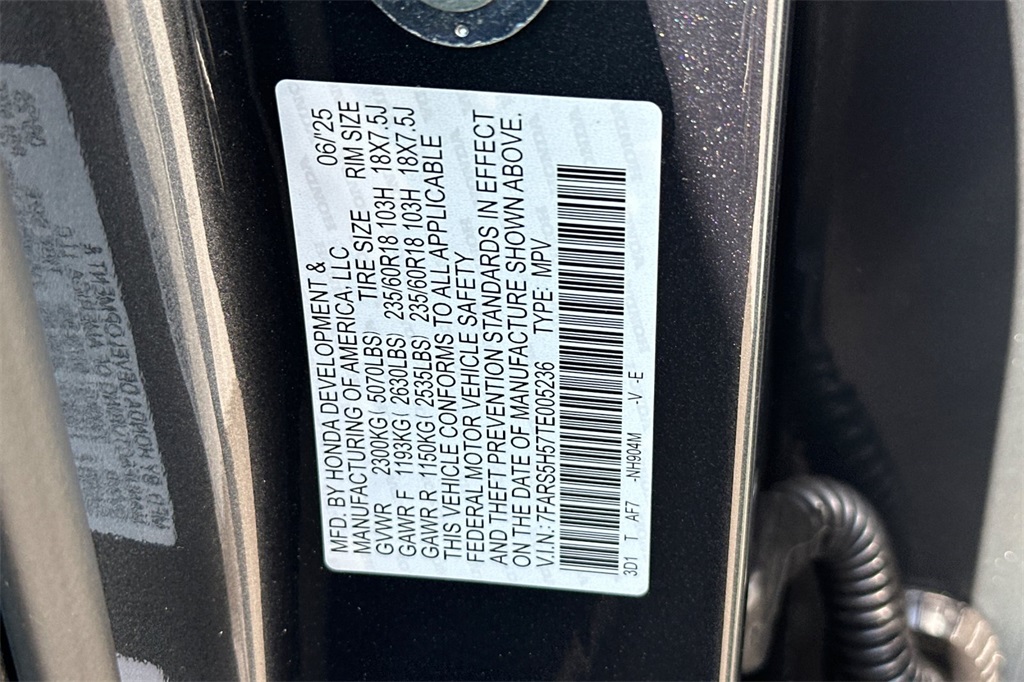 MFD. BY HONDA DEVELOPMENT & 06/'25
MANUFACTURING OF AMERICA, LLC
TIRE SIZE RIM SIZE
GVWR 2300KG( 5070LBS)
GAWR F 1193KG( 2630LBS) 235/60R18 103H 18X7.5J
GAWR R 1150KG( 2535LBS) 235/60R18 103H 18X7.5J
THIS VEHICLE CONFORMS TO ALL APPLICABLE
FEDERAL MOTOR VEHICLE SAFETY
AND THEFT PREVENTION STANDARDS IN EFFECT
ON THE DATE OF MANUFACTURE SHOWN ABOVE.
V.I.N.: 7FARS5H57TE005236 TYPE: MPV
3D1 T AF7 -NH904M -V -E